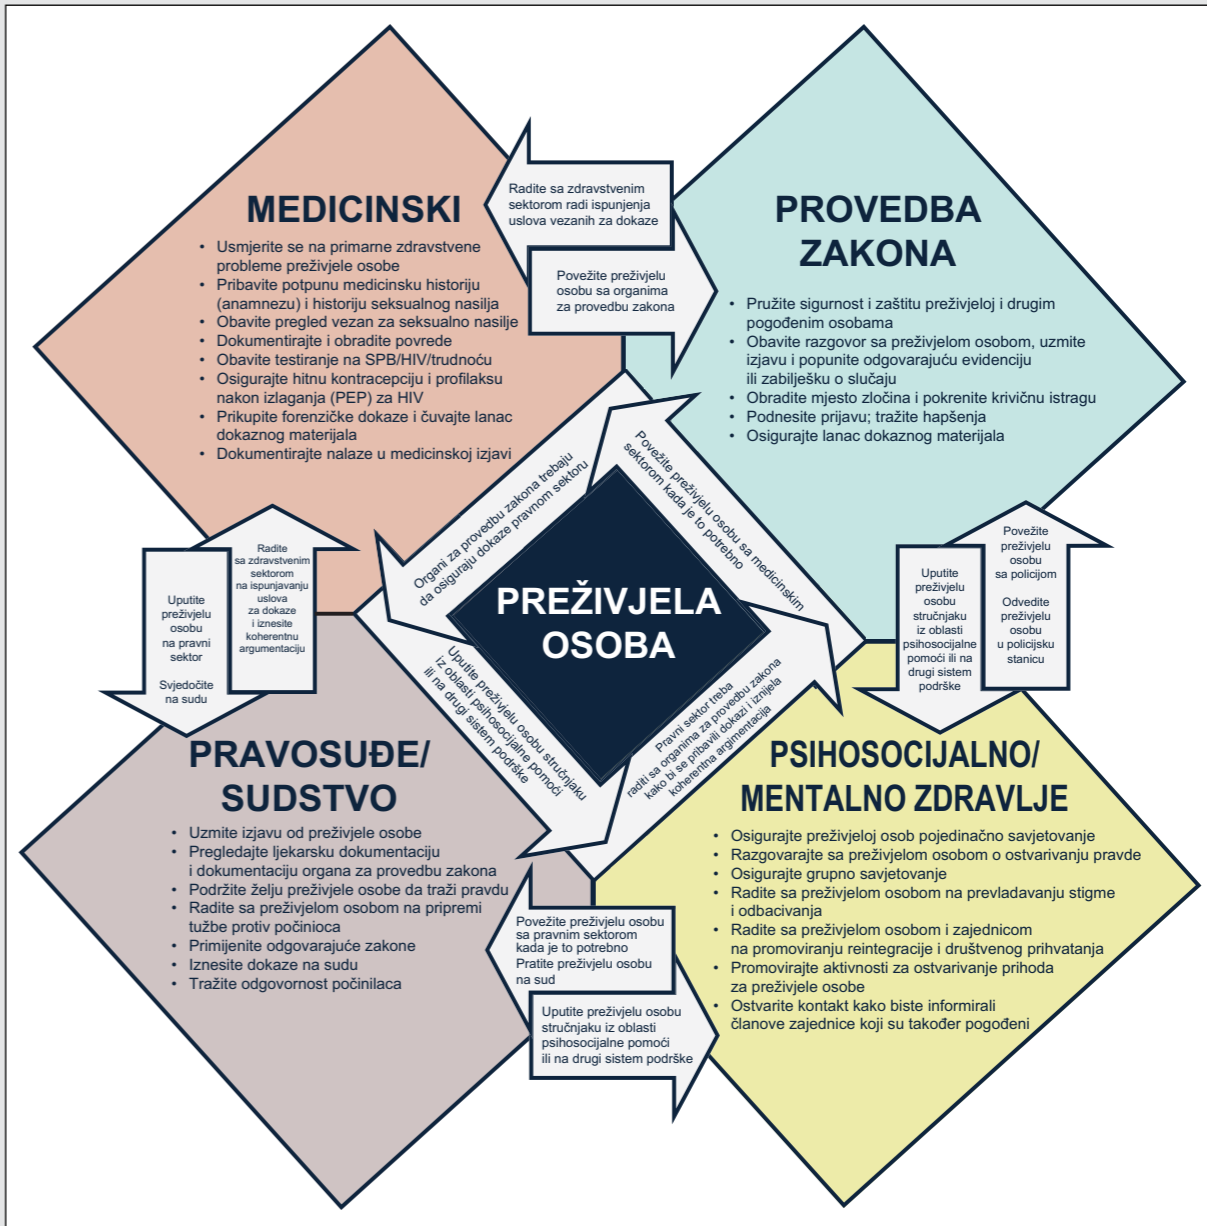 MEDICINSKI
• Usmjerite se na primarne zdravstvene
probleme preživjele osobe
• Pribavite potpunu medicinsku historiju
(anamnezu) i historiju seksualnog nasilja
• Obavite pregled vezan za seksualno nasilje
• Dokumentirajte i obradite povrede
• Obavite testiranje na SPB/HIV/trudnoću
• Osigurajte hitnu kontracepciju i profilaksu
nakon izlaganja (PEP) za HIV
• Prikupite forenzičke dokaze i čuvajte lanac
dokaznog materijala
• Dokumentirajte nalaze u medicinskoj izjavi
Radite sa zdravstvenim
sektorom radi ispunjenja
uslova vezanih za dokaze
Povežite preživjelu
osobu sa organima
za provedbu zakona
PROVEDBA
ZAKONA
• Pružite sigurnost i zaštitu preživjeloj i drugim
pogođenim osobama
• Obavite razgovor sa preživjelom osobom, uzmite
izjavu i popunite odgovarajuću evidenciju
ili zabilješku o slučaju
• Obradite mjesto zločina i pokrenite krivičnu istragu
• Podnesite prijavu; tražite hapšenja
• Osigurajte lanac dokaznog materijala
Organi za provedbu zakona trebaju
da osiguraju dokaze pravnom sektoru
Povežite preživjelu osobu sa medicinskim
sektorom kada je to potrebno
PREŽIVJELA
OSOBA
Uputite preživjelu osobu stručnjaku
iz oblasti psihosocijalne pomoći
ili na drugi sistem podrške
Pravni sektor treba
raditi sa organima za provedbu zakona
kako bi se pribavili dokazi i iznijela
koherentna argimentacija
Uputite
preživjelu
osobu
na pravni
sektor
Svjedočite
na sudu
Radite
sa zdravstvenim
sektorom
na ispunjavanju
uslova
za dokaze
i iznesite
koherentnu
argumentaciju
Uputite
preživjelu
osobu
stručnjaku
iz oblasti
psihosocijalne
pomoći ili na
drugi sistem
podrške
Povežite
preživjelu
osobu
sa policijom
Odvedite
preživjelu
osobu
u policijsku
stanicu
PRAVOSUĐE/
SUDSTVO
• Uzmite izjavu od preživjele osobe
• Pregledajte ljekarsku dokumentaciju
i dokumentaciju organa za provedbu zakona
• Podržite želju preživjele osobe da traži pravdu
• Radite sa preživjelom osobom na pripremi
tužbe protiv počinioca
• Primijenite odgovarajuće zakone
• Iznesite dokaze na sudu
• Tražite odgovornost počinilaca
Povežite preživjelu osobu
sa pravnim sektorom
kada je to potrebno
Pratite preživjelu osobu
na sud
Uputite preživjelu osobu
stručnjaku iz oblasti
psihosocijalne pomoći
ili na drugi sistem podrške
PSIHOSOCIJALNO/
MENTALNO ZDRAVLJE
• Osigurajte preživjeloj osob pojedinačno savjetovanje
• Razgovarajte sa preživjelom osobom o ostvarivanju pravde
• Osigurajte grupno savjetovanje
• Radite sa preživjelom osobom na prevladavanju stigme
i odbacivanja
• Radite sa preživjelom osobom i zajednicom
na promoviranju reintegracije i društvenog prihvatanja
• Promovirajte aktivnosti za ostvarivanje prihoda
za preživjele osobe
• Ostvarite kontakt kako biste informirali
članove zajednice koji su također pogođeni